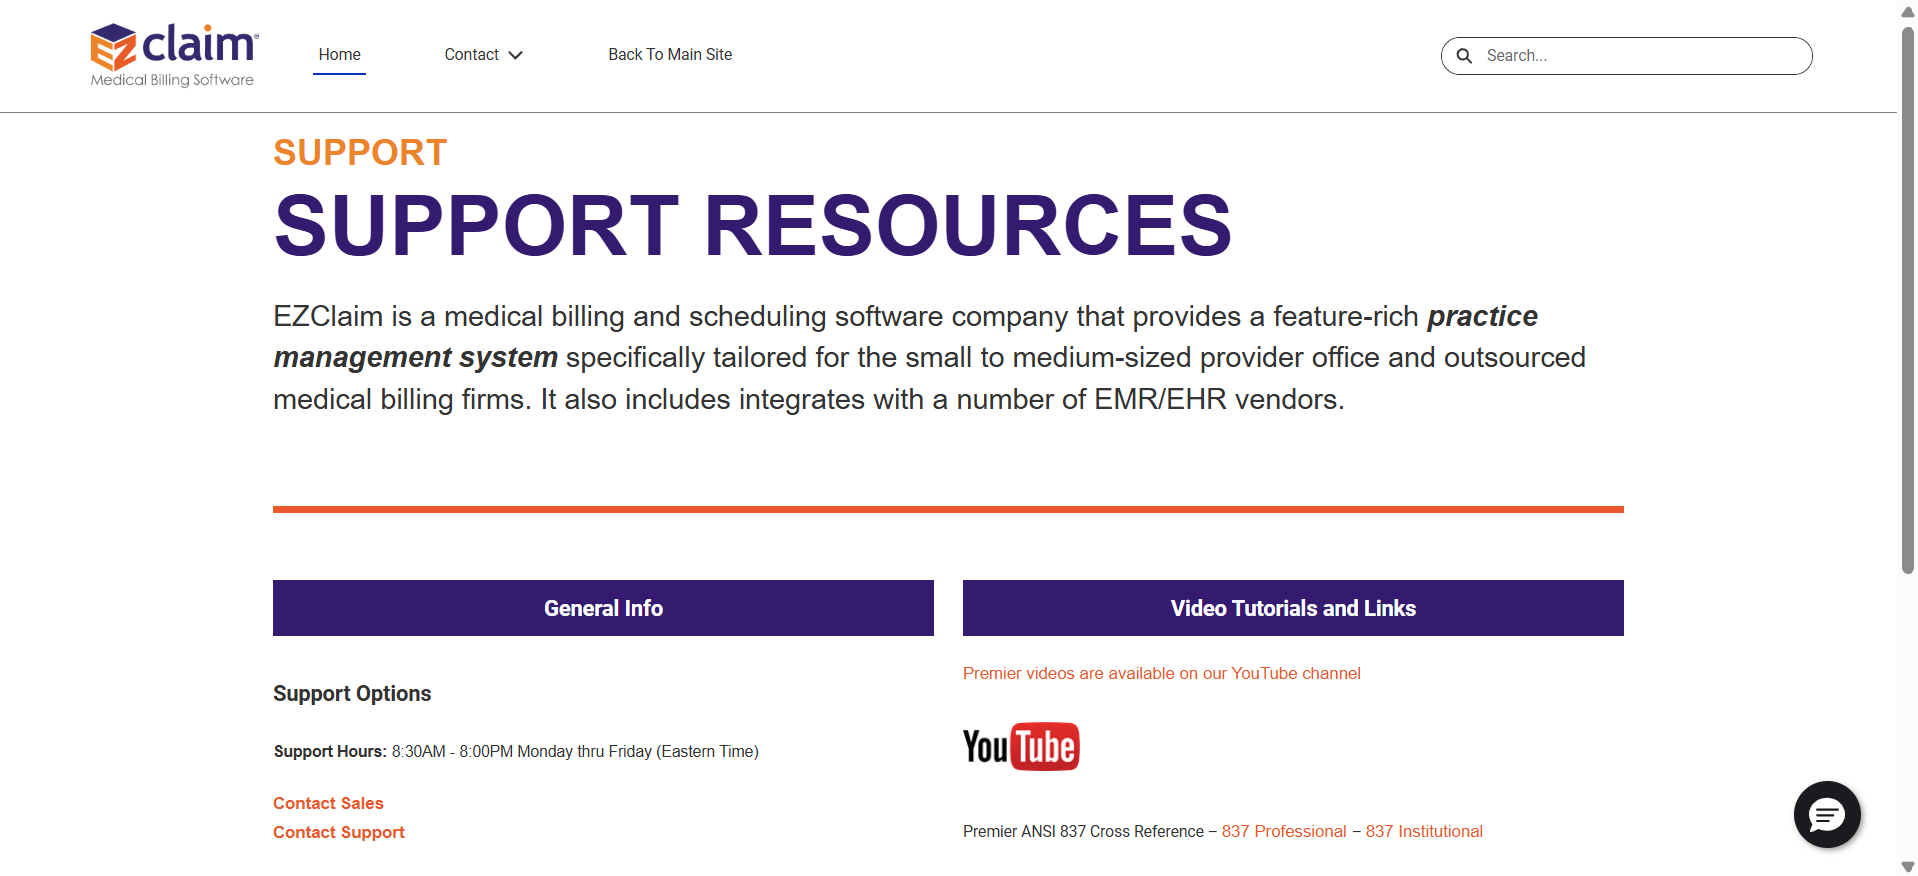 EZclaim®
Medical Billing Software
Home
Contact
Back To Main Site
Search...
SUPPORT
SUPPORT RESOURCES
EZClaim is a medical billing and scheduling software company that provides a feature-rich practice
management system specifically tailored for the small to medium-sized provider office and outsourced
medical billing firms. It also includes integrates with a number of EMR/EHR vendors.
General Info
Support Options
Support Hours: 8:30AM - 8:00PM Monday thru Friday (Eastern Time)
Contact Sales
Contact Support
Video Tutorials and Links
Premier videos are available on our YouTube channel
YouTube
Premier ANSI 837 Cross Reference – 837 Professional – 837 Institutional